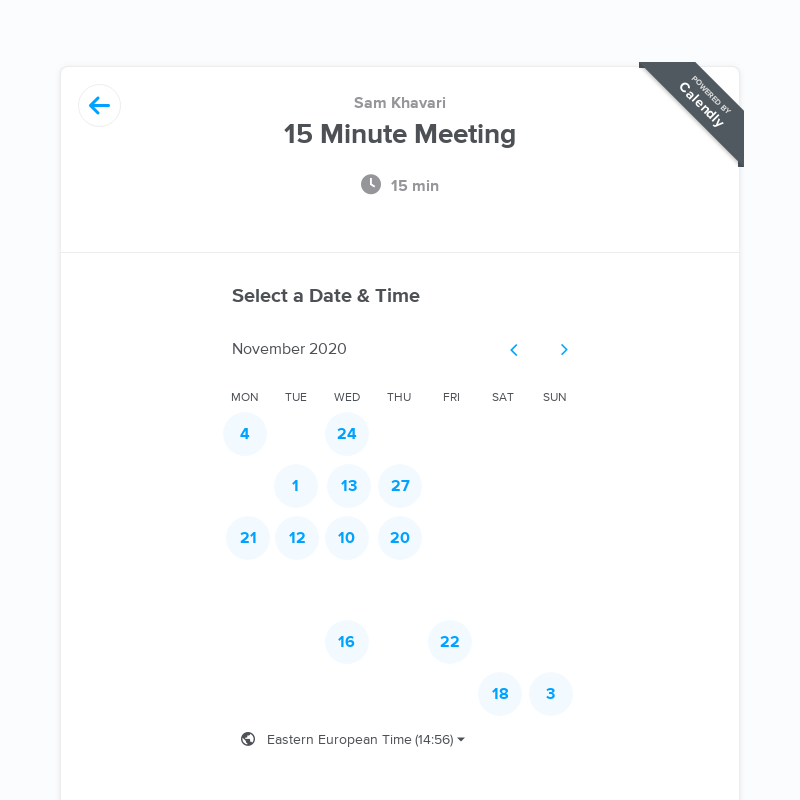 Sam Khavari
POWERED BY
Calendly
15 Minute Meeting
15 min
Select a Date & Time
November 2020
MON TUE WED THU FRI SAT SUN
4 24
1 13 27
21 12 10 20
16 22
18 3
Eastern European Time (14:56)